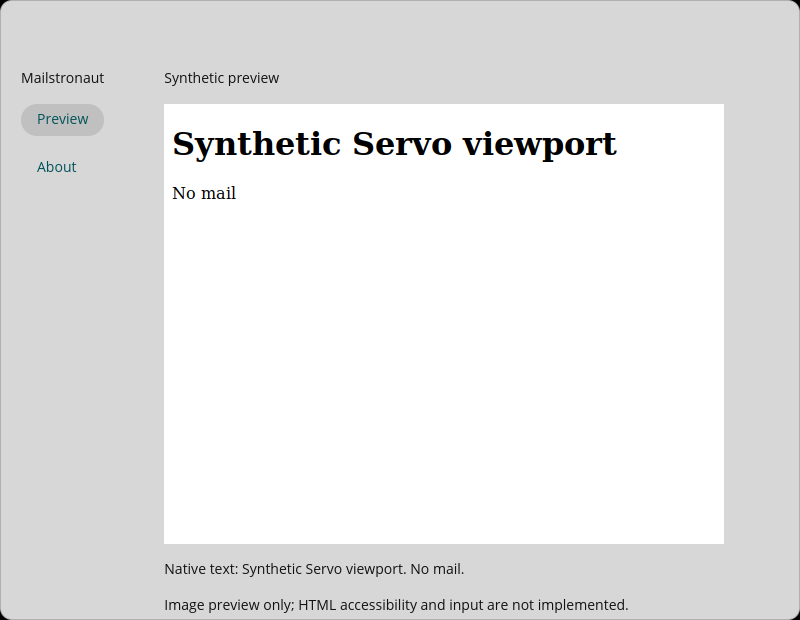 Mailstronaut
Preview
About
Synthetic preview
Synthetic Servo viewport
No mail
Native text: Synthetic Servo viewport. No mail.
Image preview only; HTML accessibility and input are not implemented.